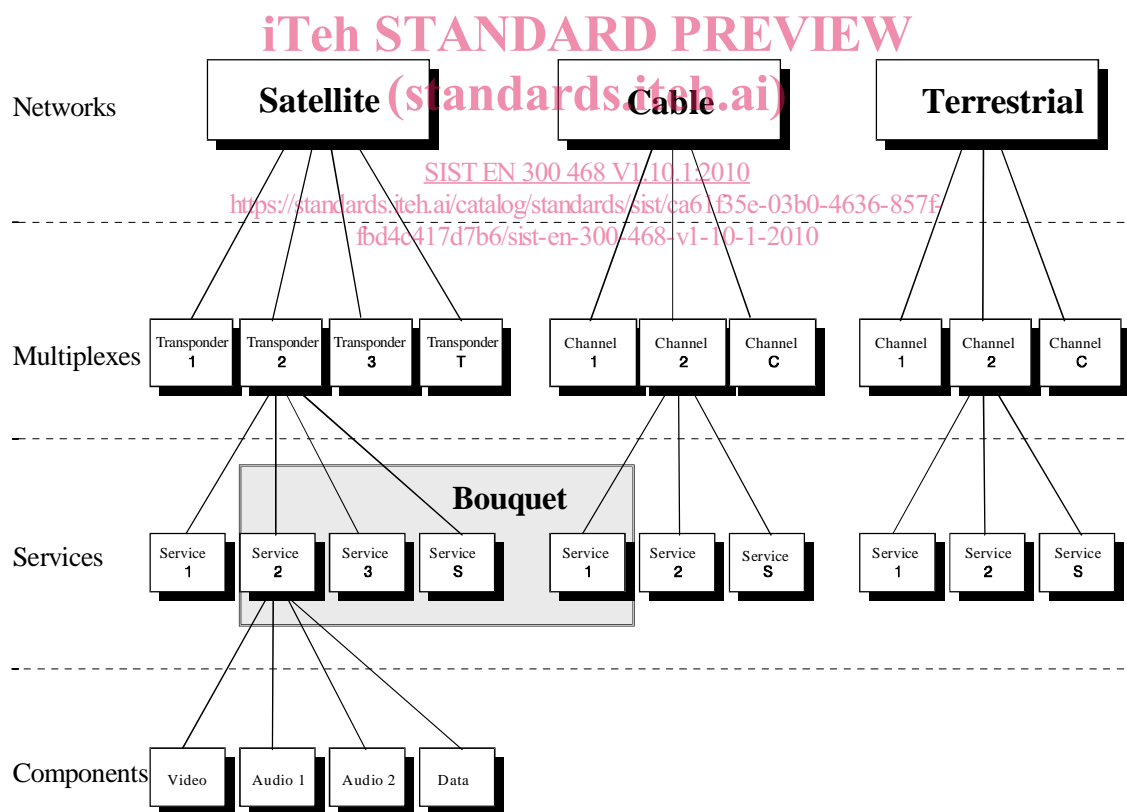 iTeh STANDARD PREVIEW
(standards.iteh.ai)
Networks
Satellite
Cable
Terrestrial
SIST EN 300 468 V1.10.1:2010
https://standards.iteh.ai/catalog/standards/sist/ca61f35e-03b0-4636-857f-
fbd4c417d7b6/sist-en-300-468-v1-10-1-2010
Multiplexes
Transponder
1
Transponder
2
Transponder
3
Transponder
T
Channel
1
Channel
2
Channel
C
Channel
1
Channel
2
Channel
C
Bouquet
Services
Service
1
Service
2
Service
3
Service
S
Service
1
Service
2
Service
S
Service
1
Service
2
Service
S
Components
Video
Audio 1
Audio 2
Data